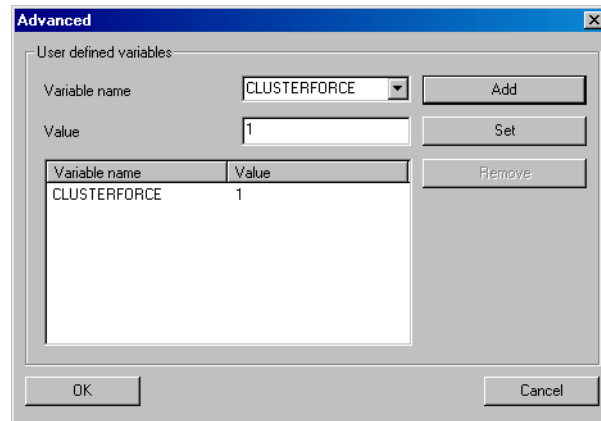 Advanced
User defined variables
Variable name CLUSTERFORCE Add
Value 1 Set
Variable name Value Remove
CLUSTERFORCE 1
OK Cancel